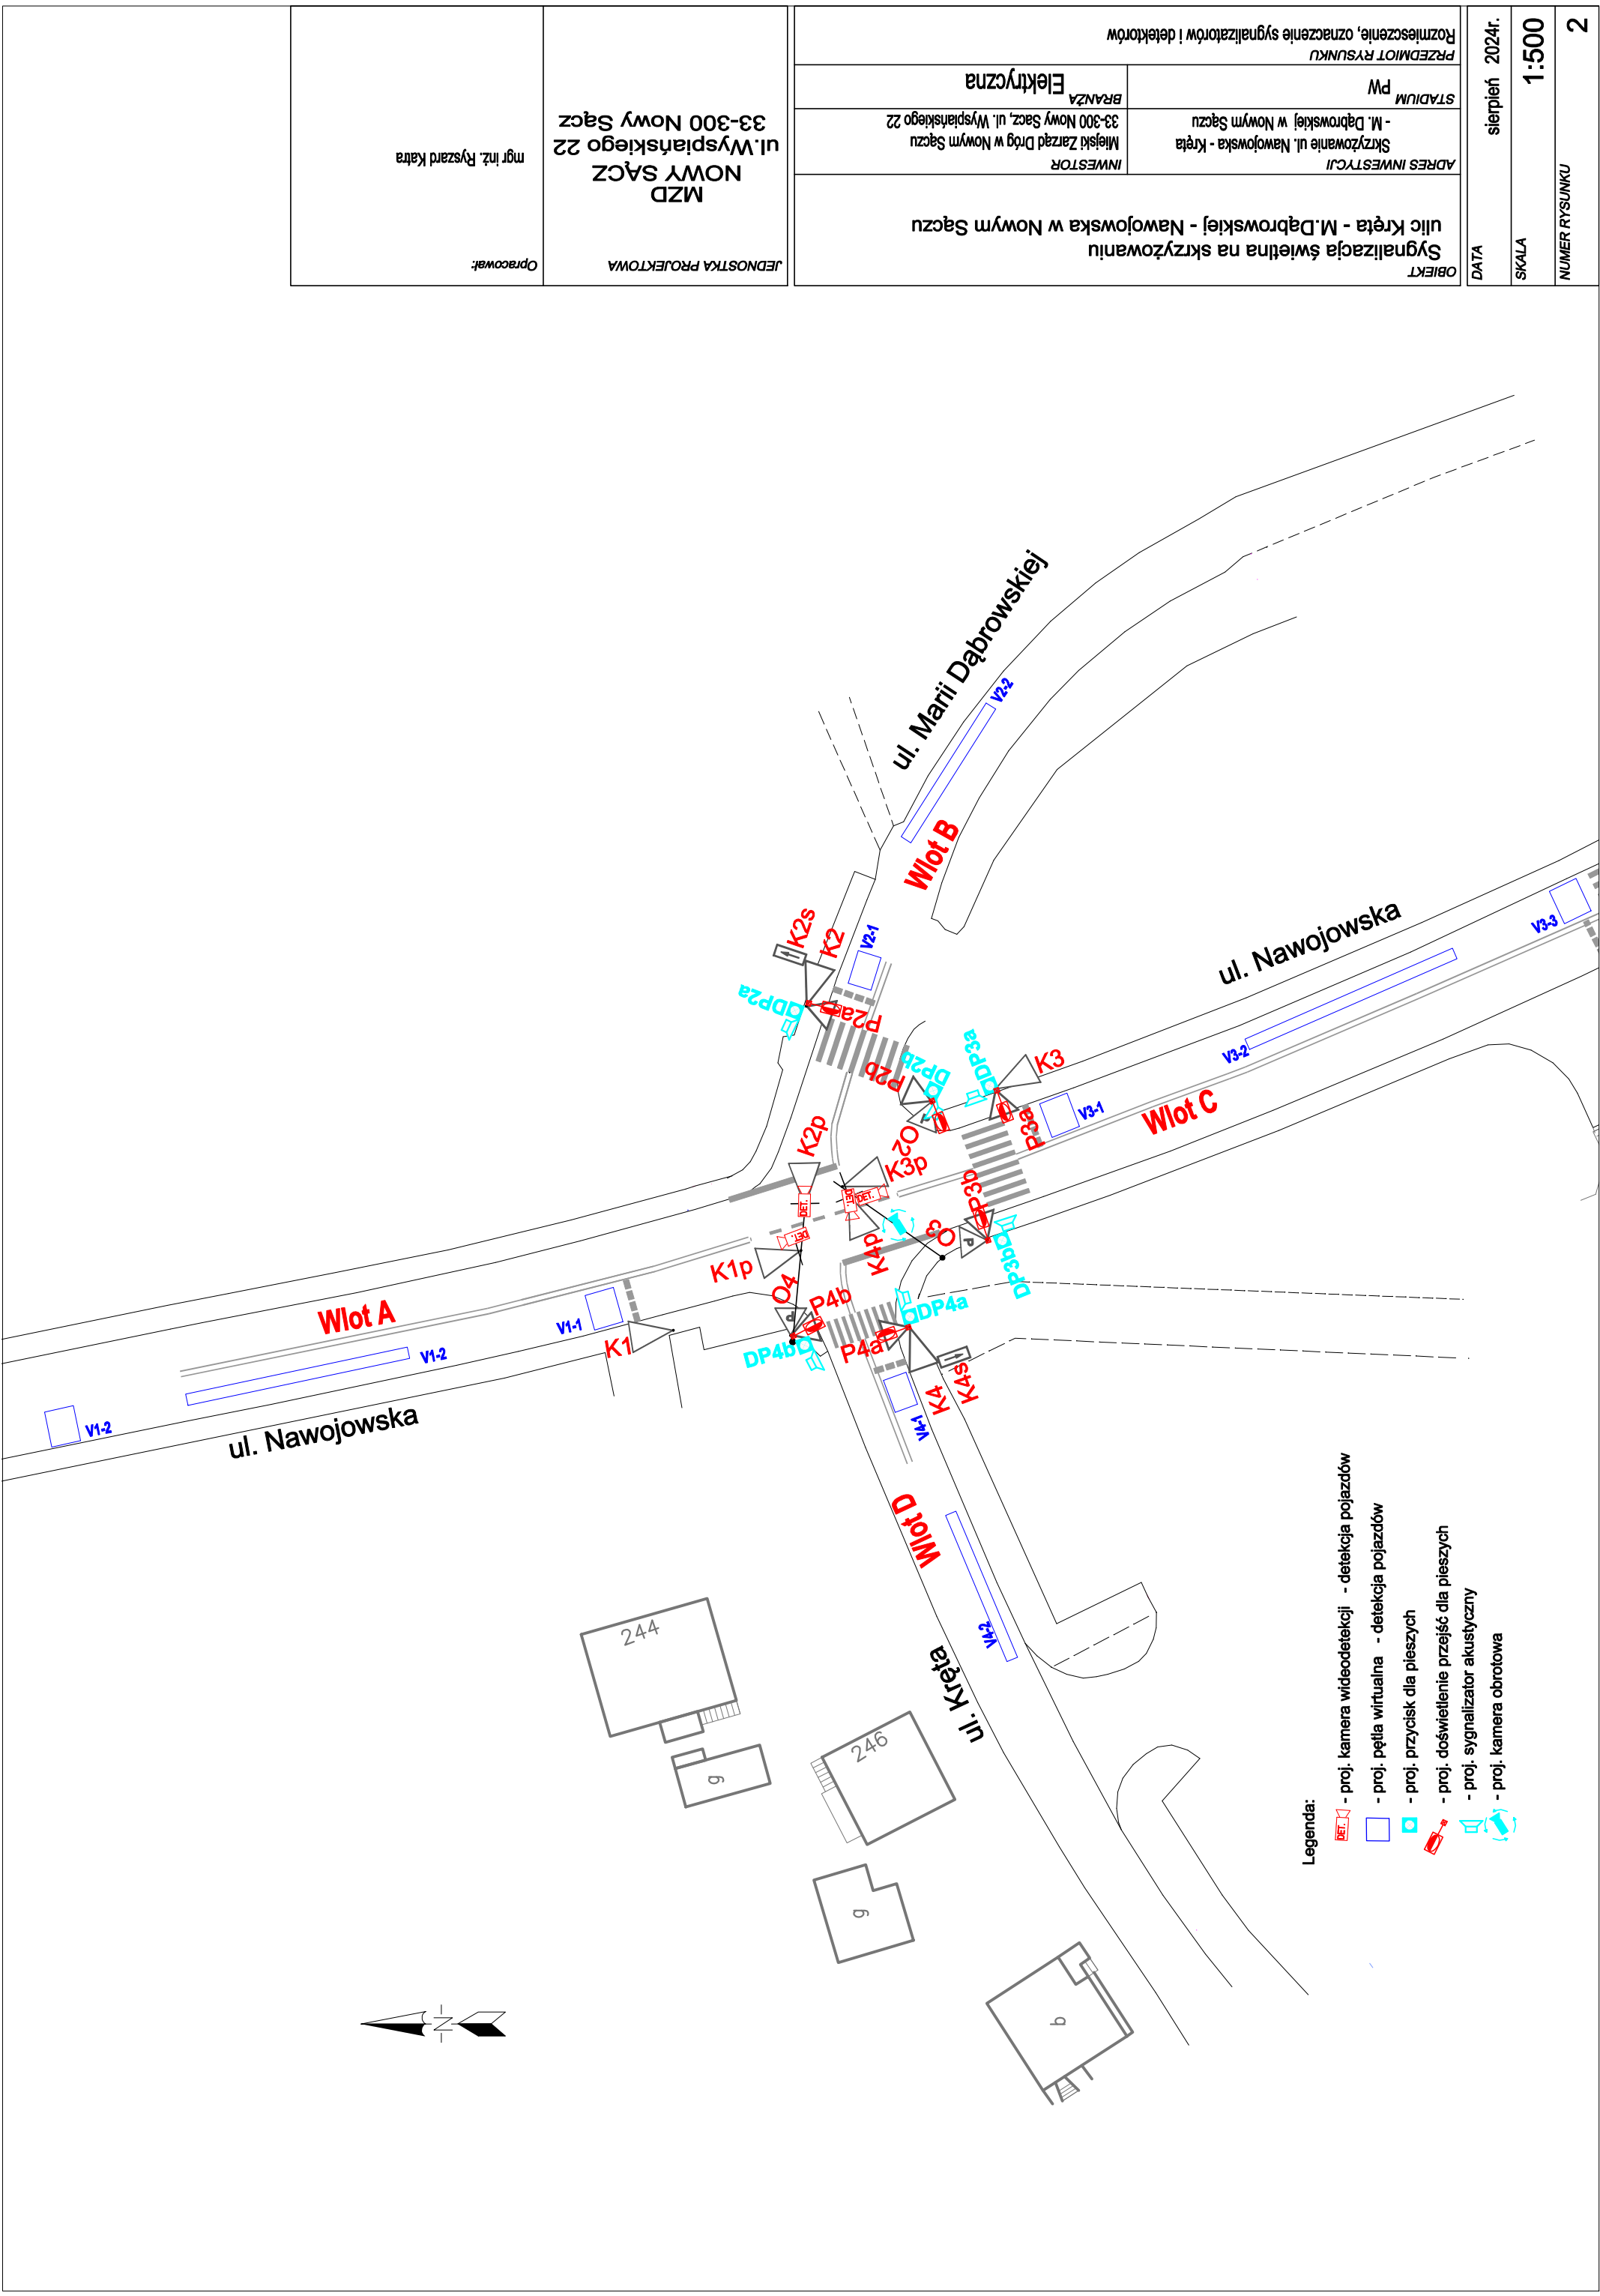 OBIEKT
Sygnalizacja świetlna na skrzyżowaniu
ulic Kręta - M.Dąbrowskiej - Nawojowska w Nowym Sączu
ADRES INWESTYCJI
Skrzyżowanie ul. Nawojowska - Kręta
- M. Dąbrowskiej w Nowym Sączu
INWESTOR
Miejski Zarząd Dróg w Nowym Sączu
33-300 Nowy Sacz, ul. Wyspiańskiego 22
STADIUM
PW
BRANŻA
Elektryczna
PRZEDMIOT RYSUNKU
Rozmieszczenie, oznaczenie sygnalizatorów i detektorów
JEDNOSTKA PROJEKTOWA
MZD
NOWY SĄCZ
ul.Wyspiańskiego 22
33-300 Nowy Sącz
Opracował:
mgr inż. Ryszard Katra
DATA
sierpień 2024r.
SKALA
1:500
NUMER RYSUNKU
2
ul. Marii Dąbrowskiej
V2-2
Wlot B
K2s
K2
V2-1
DP2a
P2a
P2b
DP2b
DP3a
K3
O2
P
P3a
V3-1
V3-2
V3-3
ul. Nawojowska
Wlot C
K2p
K3p
DET.
DET.
DET.
DET.
P3b
O3
P
DP3b
K4p
K1p
O4
P
P4b
DP4b
P4a
DP4a
K4
K4s
V4-1
Wlot A
V1-1
K1
V1-2
V1-2
ul. Nawojowska
Wlot D
V4-2
ul. Kręta
244
g
246
g
b
N
Legenda:
DET. - proj. kamera wideodetekcji - detekcja pojazdów
- proj. pętla wirtualna - detekcja pojazdów
- proj. przycisk dla pieszych
- proj. doświetlenie przejść dla pieszych
- proj. sygnalizator akustyczny
- proj. kamera obrotowa